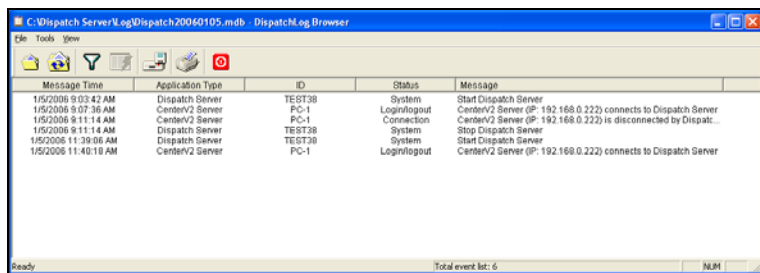 C:\Dispatch Server\Log\Dispatch20060105.mdb - DispatchLog Browser
File Tools View
Message Time Application Type ID Status Message
1/5/2006 9:03:42 AM Dispatch Server TEST38 System Start Dispatch Server
1/5/2006 9:07:36 AM CenterV2 Server PC-1 Login/logout CenterV2 Server (IP: 192.168.0.222) connects to Dispatch Server
1/5/2006 9:11:14 AM CenterV2 Server PC-1 Connection CenterV2 Server (IP: 192.168.0.222) is disconnected by Dispatc...
1/5/2006 9:11:14 AM Dispatch Server TEST38 System Stop Dispatch Server
1/5/2006 11:39:06 AM Dispatch Server TEST38 System Start Dispatch Server
1/5/2006 11:40:18 AM CenterV2 Server PC-1 Login/logout CenterV2 Server (IP: 192.168.0.222) connects to Dispatch Server
Ready Total event list: 6 NUM